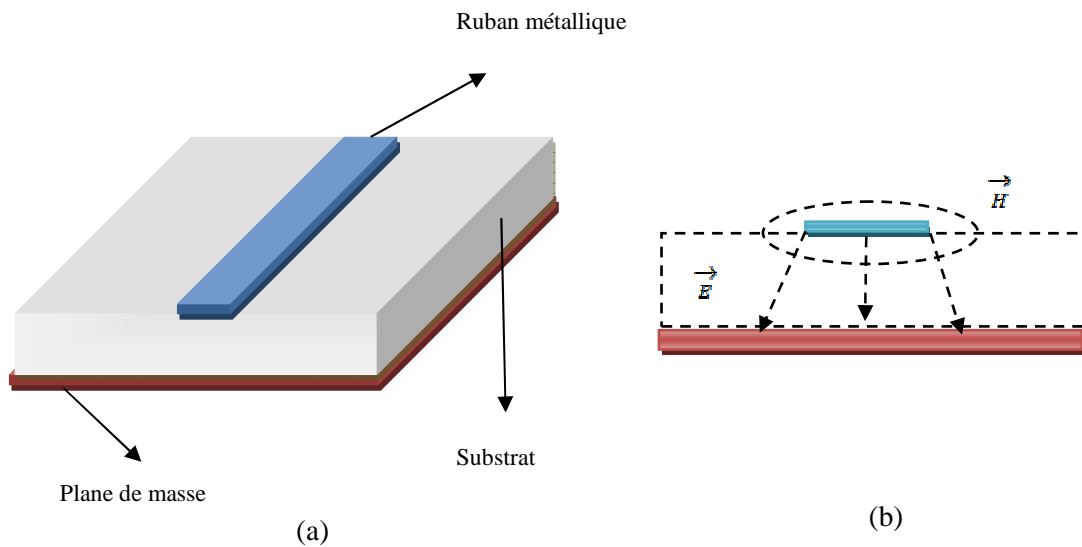 Ruban métallique
H
E
Substrat
Plane de masse
(a)
(b)